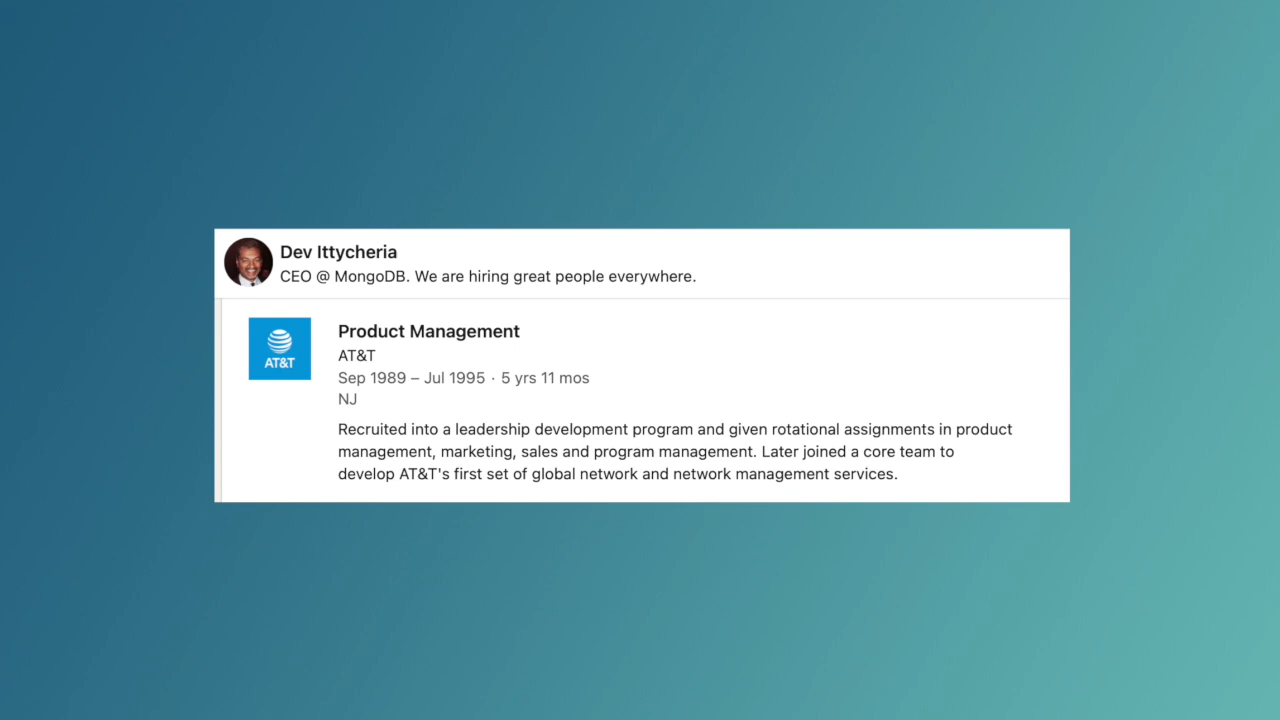 Dev Ittycheria
CEO @ MongoDB. We are hiring great people everywhere.
AT&T
Product Management
AT&T
Sep 1989 – Jul 1995 · 5 yrs 11 mos
NJ
Recruited into a leadership development program and given rotational assignments in product
management, marketing, sales and program management. Later joined a core team to
develop AT&T's first set of global network and network management services.